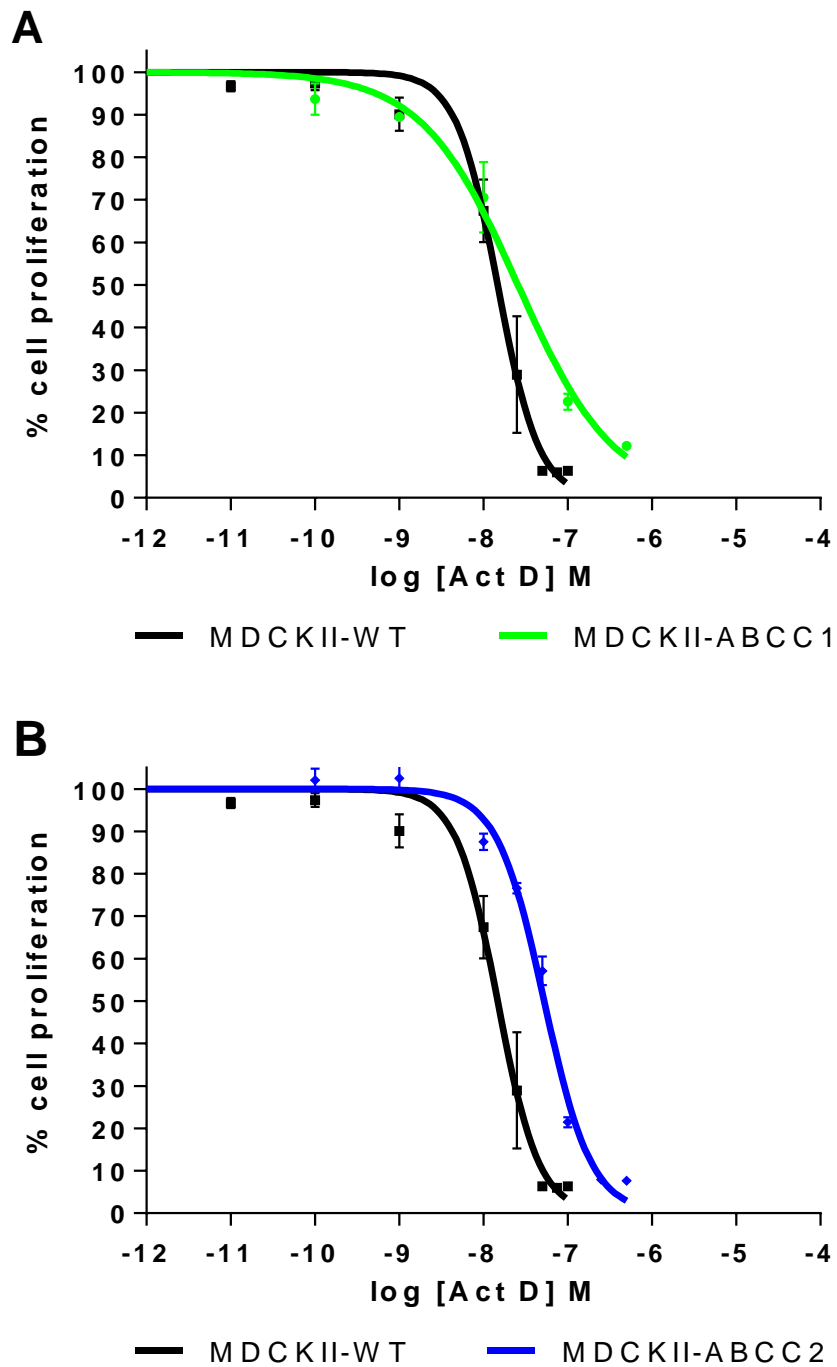 A
% cell proliferation
100
90
80
70
60
50
40
30
20
10
0
-12 -11 -10 -9 -8 -7 -6 -5 -4
log [Act D] M
MDCKII-WT MDCKII-ABCC1
B
% cell proliferation
100
90
80
70
60
50
40
30
20
10
0
-12 -11 -10 -9 -8 -7 -6 -5 -4
log [Act D] M
MDCKII-WT MDCKII-ABCC2